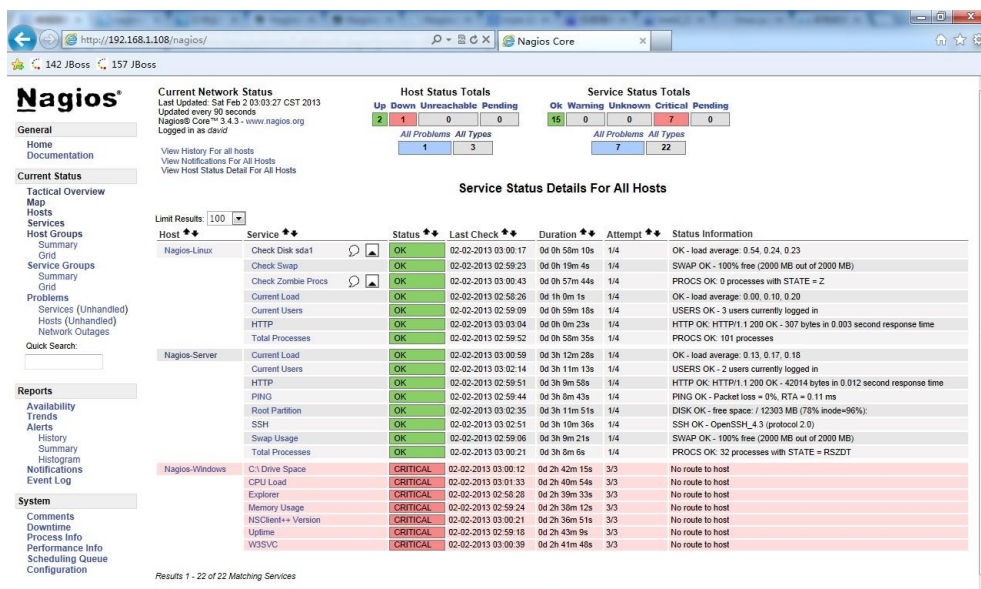 http://192.168.1.108/nagios/
Nagios Core
142 JBoss 157 JBoss
Nagios®
General
Home
Documentation
Current Status
Tactical Overview
Map
Hosts
Services
Host Groups
Summary
Grid
Service Groups
Summary
Grid
Problems
Services (Unhandled)
Hosts (Unhandled)
Network Outages
Quick Search:
Reports
Availability
Trends
Alerts
History
Summary
Histogram
Notifications
Event Log
System
Comments
Downtime
Process Info
Performance Info
Scheduling Queue
Configuration
Current Network Status
Last Updated: Sat Feb 2 03:03:27 CST 2013
Updated every 90 seconds
Nagios® Core™ 3.4.3 - www.nagios.org
Logged in as david
View History For all hosts
View Notifications For All Hosts
View Host Status Detail For All Hosts
Host Status Totals
Up Down Unreachable Pending
2 1 0 0
All Problems All Types
1 3
Service Status Totals
Ok Warning Unknown Critical Pending
15 0 0 7 0
All Problems All Types
7 22
Service Status Details For All Hosts
Limit Results: 100
Host Service Status Last Check Duration Attempt Status Information
Nagios-Linux Check Disk sda1 OK 02-02-2013 03:00:17 0d 0h 58m 10s 1/4 OK - load average: 0.54, 0.24, 0.23
Check Swap OK 02-02-2013 02:59:23 0d 0h 19m 4s 1/4 SWAP OK - 100% free (2000 MB out of 2000 MB)
Check Zombie Procs OK 02-02-2013 03:00:43 0d 0h 57m 44s 1/4 PROCS OK: 0 processes with STATE = Z
Current Load OK 02-02-2013 02:58:26 0d 1h 0m 1s 1/4 OK - load average: 0.00, 0.10, 0.20
Current Users OK 02-02-2013 02:59:09 0d 0h 59m 18s 1/4 USERS OK - 3 users currently logged in
HTTP OK 02-02-2013 03:03:04 0d 0h 0m 23s 1/4 HTTP OK: HTTP/1.1 200 OK - 307 bytes in 0.003 second response time
Total Processes OK 02-02-2013 02:59:52 0d 0h 58m 35s 1/4 PROCS OK: 101 processes
Nagios-Server Current Load OK 02-02-2013 03:00:59 0d 3h 12m 28s 1/4 OK - load average: 0.13, 0.17, 0.18
Current Users OK 02-02-2013 03:02:14 0d 3h 11m 13s 1/4 USERS OK - 2 users currently logged in
HTTP OK 02-02-2013 02:59:51 0d 3h 9m 58s 1/4 HTTP OK: HTTP/1.1 200 OK - 42014 bytes in 0.012 second response time
PING OK 02-02-2013 02:59:44 0d 3h 8m 43s 1/4 PING OK - Packet loss = 0%, RTA = 0.11 ms
Root Partition OK 02-02-2013 03:02:35 0d 3h 11m 51s 1/4 DISK OK - free space: / 12303 MB (78% inode=96%):
SSH OK 02-02-2013 03:02:51 0d 3h 10m 36s 1/4 SSH OK - OpenSSH_4.3 (protocol 2.0)
Swap Usage OK 02-02-2013 02:59:06 0d 3h 9m 21s 1/4 SWAP OK - 100% free (2000 MB out of 2000 MB)
Total Processes OK 02-02-2013 03:00:21 0d 3h 8m 6s 1/4 PROCS OK: 32 processes with STATE = RSZDT
Nagios-Windows C:\ Drive Space CRITICAL 02-02-2013 03:00:12 0d 2h 42m 15s 3/3 No route to host
CPU Load CRITICAL 02-02-2013 03:01:33 0d 2h 40m 54s 3/3 No route to host
Explorer CRITICAL 02-02-2013 02:58:28 0d 2h 39m 33s 3/3 No route to host
Memory Usage CRITICAL 02-02-2013 02:59:24 0d 2h 38m 12s 3/3 No route to host
NSClient++ Version CRITICAL 02-02-2013 03:00:21 0d 2h 36m 51s 3/3 No route to host
Uptime CRITICAL 02-02-2013 02:59:18 0d 2h 43m 9s 3/3 No route to host
W3SVC CRITICAL 02-02-2013 03:00:39 0d 2h 41m 48s 3/3 No route to host
Results 1 - 22 of 22 Matching Services